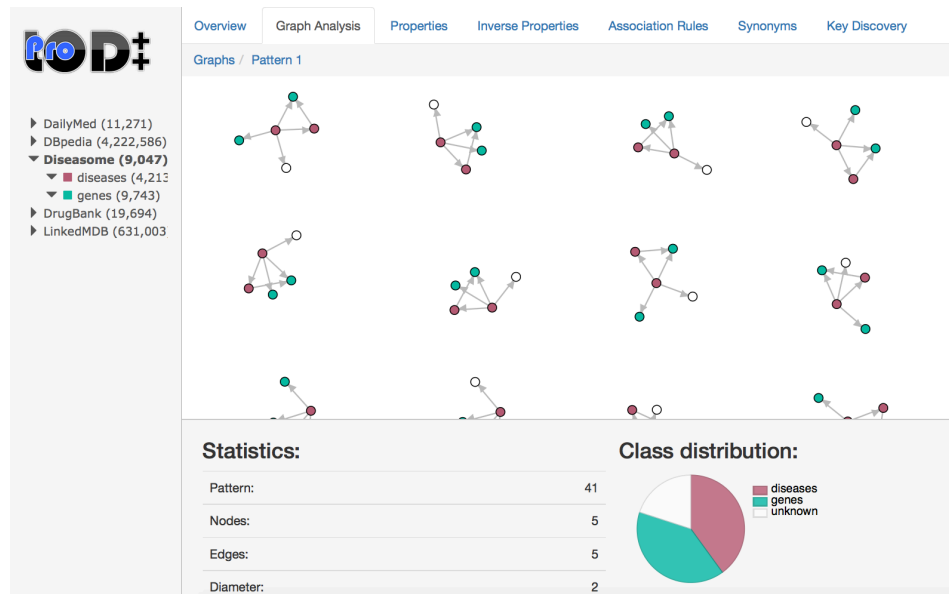 Pro LOD++
Overview Graph Analysis Properties Inverse Properties Association Rules Synonyms Key Discovery
Graphs / Pattern 1
DailyMed (11,271)
DBpedia (4,222,586)
Diseasome (9,047)
diseases (4,213
genes (9,743)
DrugBank (19,694)
LinkedMDB (631,003
Statistics:
Pattern: 41
Nodes: 5
Edges: 5
Diameter: 2
Class distribution:
diseases
genes
unknown